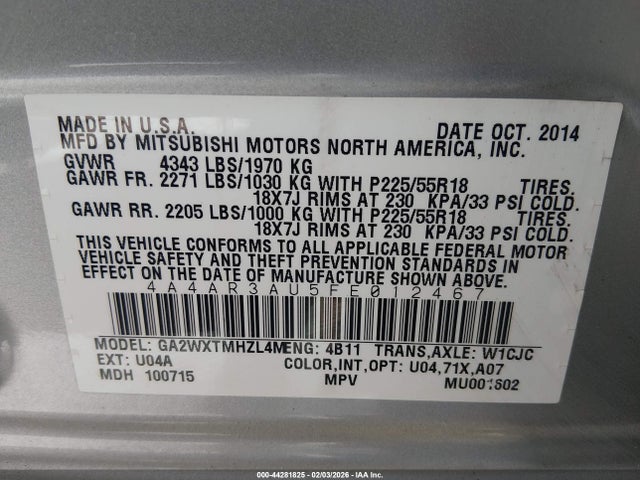 MADE IN U.S.A. DATE OCT. 2014
MFD BY MITSUBISHI MOTORS NORTH AMERICA, INC.
GVWR 4343 LBS/1970 KG
GAWR FR. 2271 LBS/1030 KG WITH P225/55R18 TIRES.
18X7J RIMS AT 230 KPA/33 PSI COLD.
GAWR RR. 2205 LBS/1000 KG WITH P225/55R18 TIRES.
18X7J RIMS AT 230 KPA/33 PSI COLD.
THIS VEHICLE CONFORMS TO ALL APPLICABLE FEDERAL MOTOR
VEHICLE SAFETY AND THEFT PREVENTION STANDARDS IN
EFFECT ON THE DATE OF MANUFACTURE SHOWN ABOVE.
4A4AR3AU5FE012467
MODEL: GA2WXTMHZL4M ENG: 4B11 TRANS,AXLE: W1CJC
EXT: U04A COLOR,INT,OPT: U04,71X,A07
MDH 100715 MPV MU001602
000-44281825 - 02/03/2026 - IAA Inc.